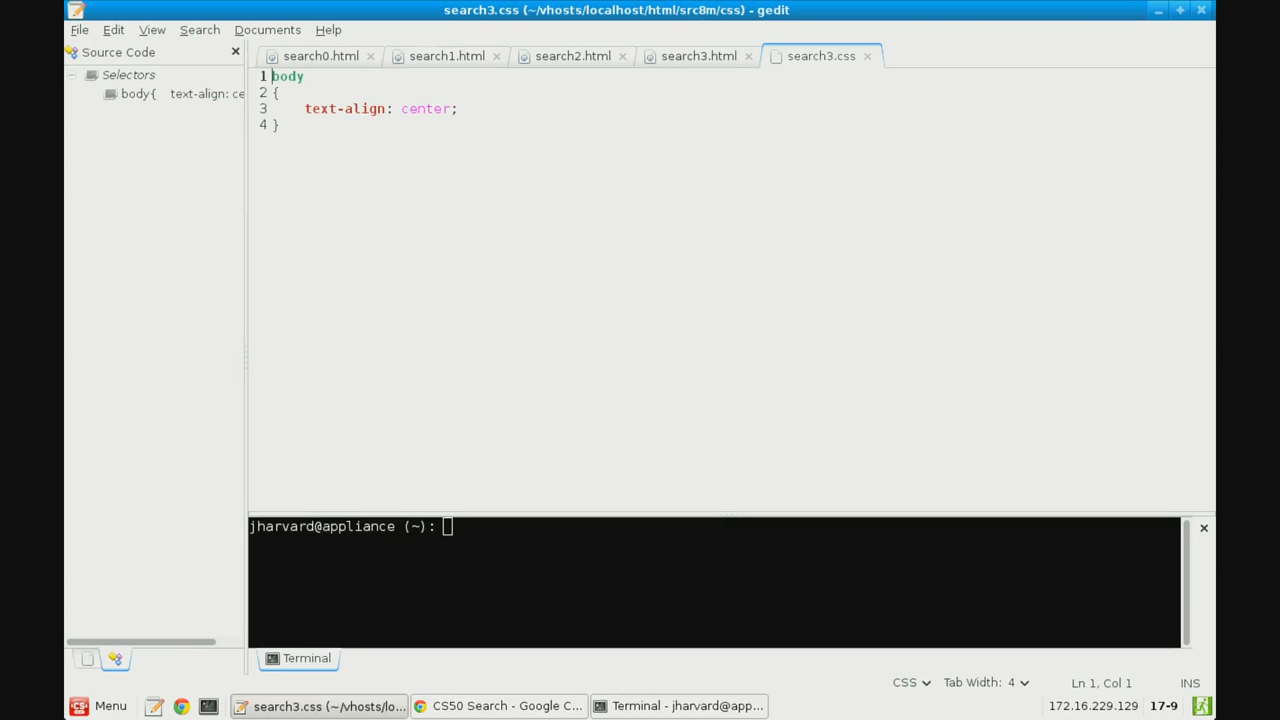 search3.css (~/vhosts/localhost/html/src8m/css) - gedit
File Edit View Search Documents Help
Source Code
search0.html search1.html search2.html search3.html search3.css
Selectors
body{ text-align: ce
1 body
2 {
3 text-align: center;
4 }
jharvard@appliance (~):
Terminal
CSS Tab Width: 4 Ln 1, Col 1 INS
Menu search3.css (~/vhosts/lo... CS50 Search - Google C... Terminal - jharvard@app... 172.16.229.129 17-9